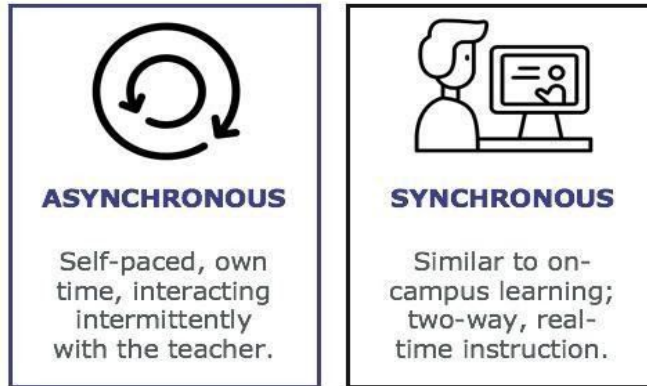 ASYNCHRONOUS
Self-paced, own
time, interacting
intermittently
with the teacher.
SYNCHRONOUS
Similar to on-
campus learning;
two-way, real-
time instruction.